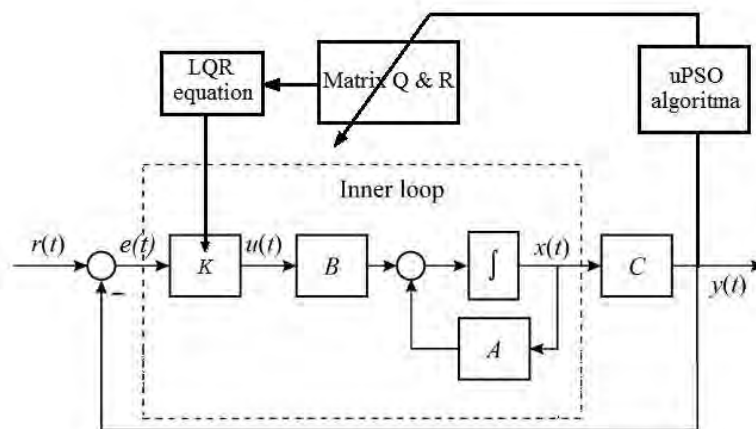 LQR
equation
Matrix Q & R
uPSO
algoritma
Inner loop
r(t)
e(t)
K
u(t)
B
∫
x(t)
C
y(t)
−
A